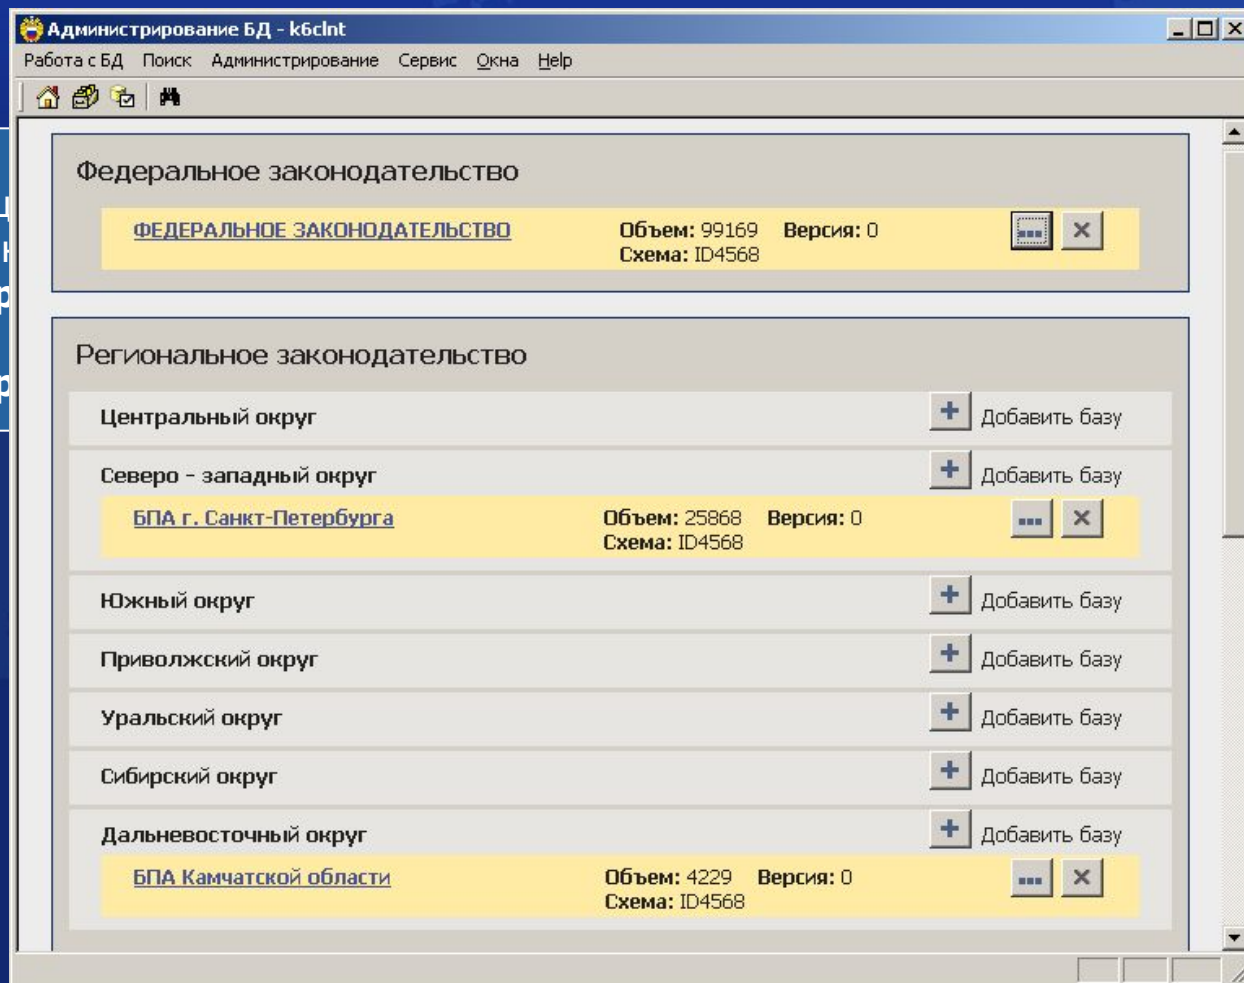 Администрирование БД - k6clnt
Работа с БД Поиск Администрирование Сервис Окна Help
Федеральное законодательство
ФЕДЕРАЛЬНОЕ ЗАКОНОДАТЕЛЬСТВО Объем: 99169 Версия: 0
Схема: ID4568
Региональное законодательство
Центральный округ Добавить базу
Северо - западный округ Добавить базу
БПА г. Санкт-Петербурга Объем: 25868 Версия: 0
Схема: ID4568
Южный округ Добавить базу
Приволжский округ Добавить базу
Уральский округ Добавить базу
Сибирский округ Добавить базу
Дальневосточный округ Добавить базу
БПА Камчатской области Объем: 4229 Версия: 0
Схема: ID4568